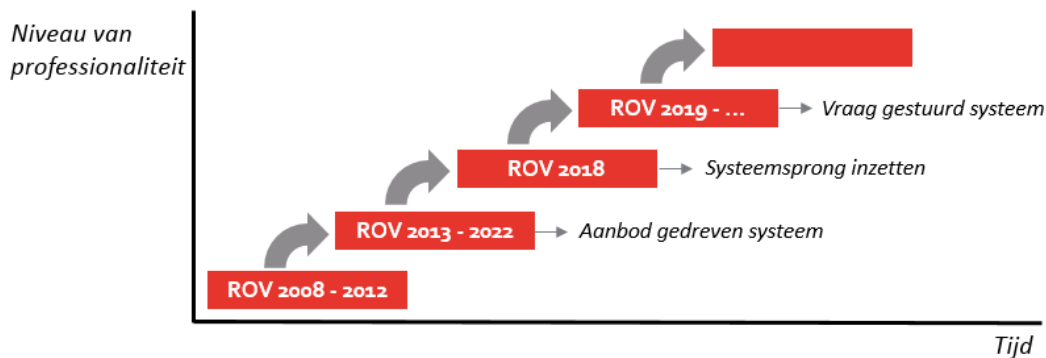 Niveau van
professionaliteit
ROV 2019 - ...
Vraag gestuurd systeem
ROV 2018
Systeemsprong inzetten
ROV 2013 - 2022
Aanbod gedreven systeem
ROV 2008 - 2012
Tijd